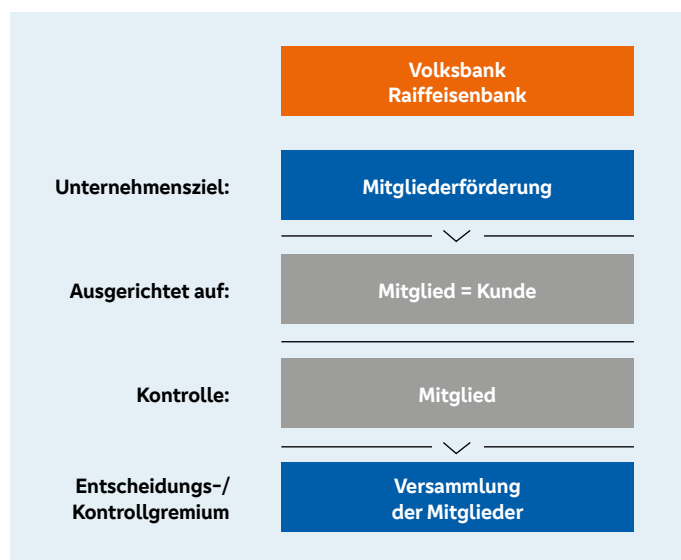 Volksbank
Raiffeisenbank
Unternehmensziel:
Mitgliederförderung
Ausgerichtet auf:
Mitglied = Kunde
Kontrolle:
Mitglied
Entscheidungs-/
Kontrollgremium
Versammlung
der Mitglieder